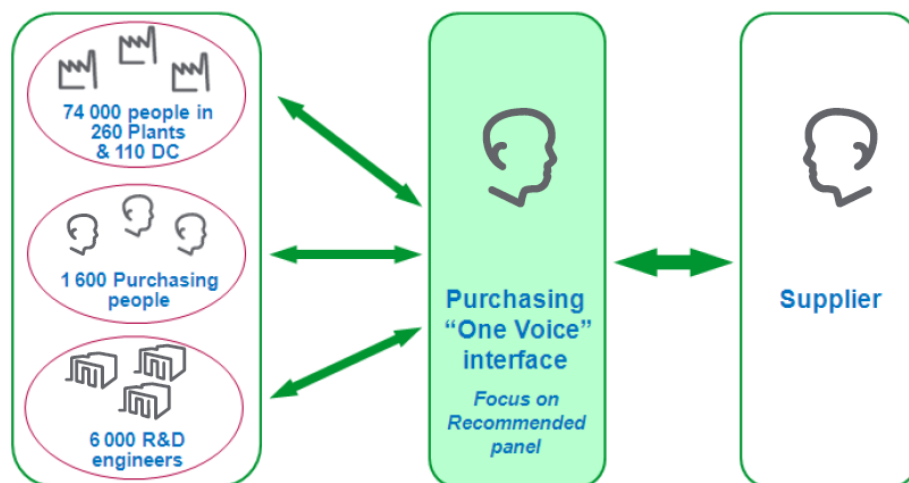 74 000 people in
260 Plants
& 110 DC
1 600 Purchasing
people
6 000 R&D
engineers
Purchasing
“One Voice”
interface
Focus on
Recommended
panel
Supplier